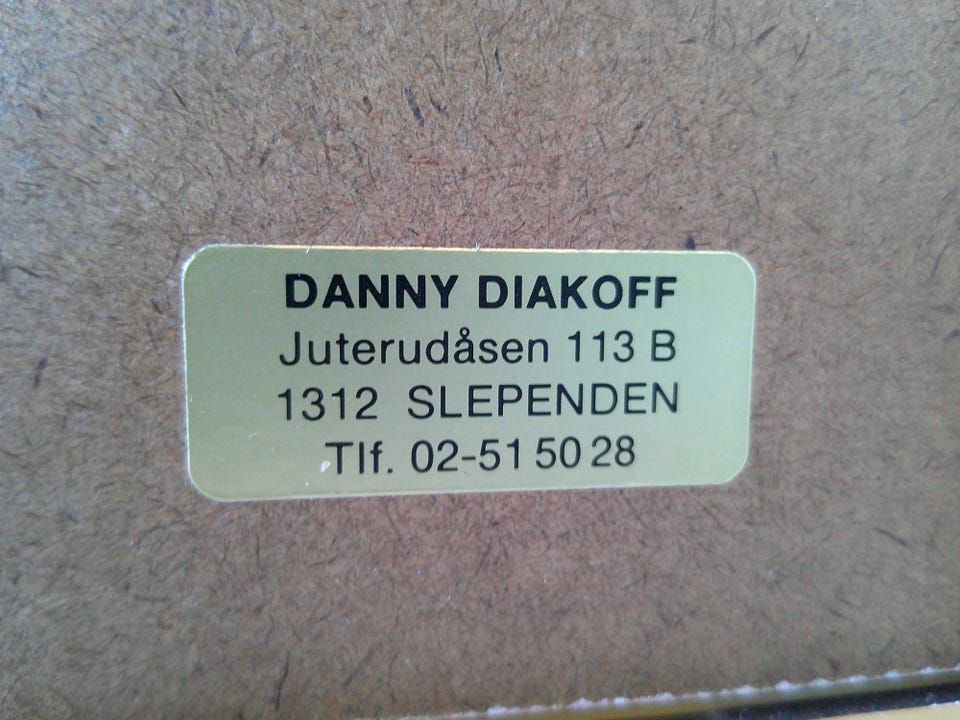 DANNY DIAKOFF
Juterudåsen 113 B
1312 SLEPENDEN
Tlf. 02-51 50 28